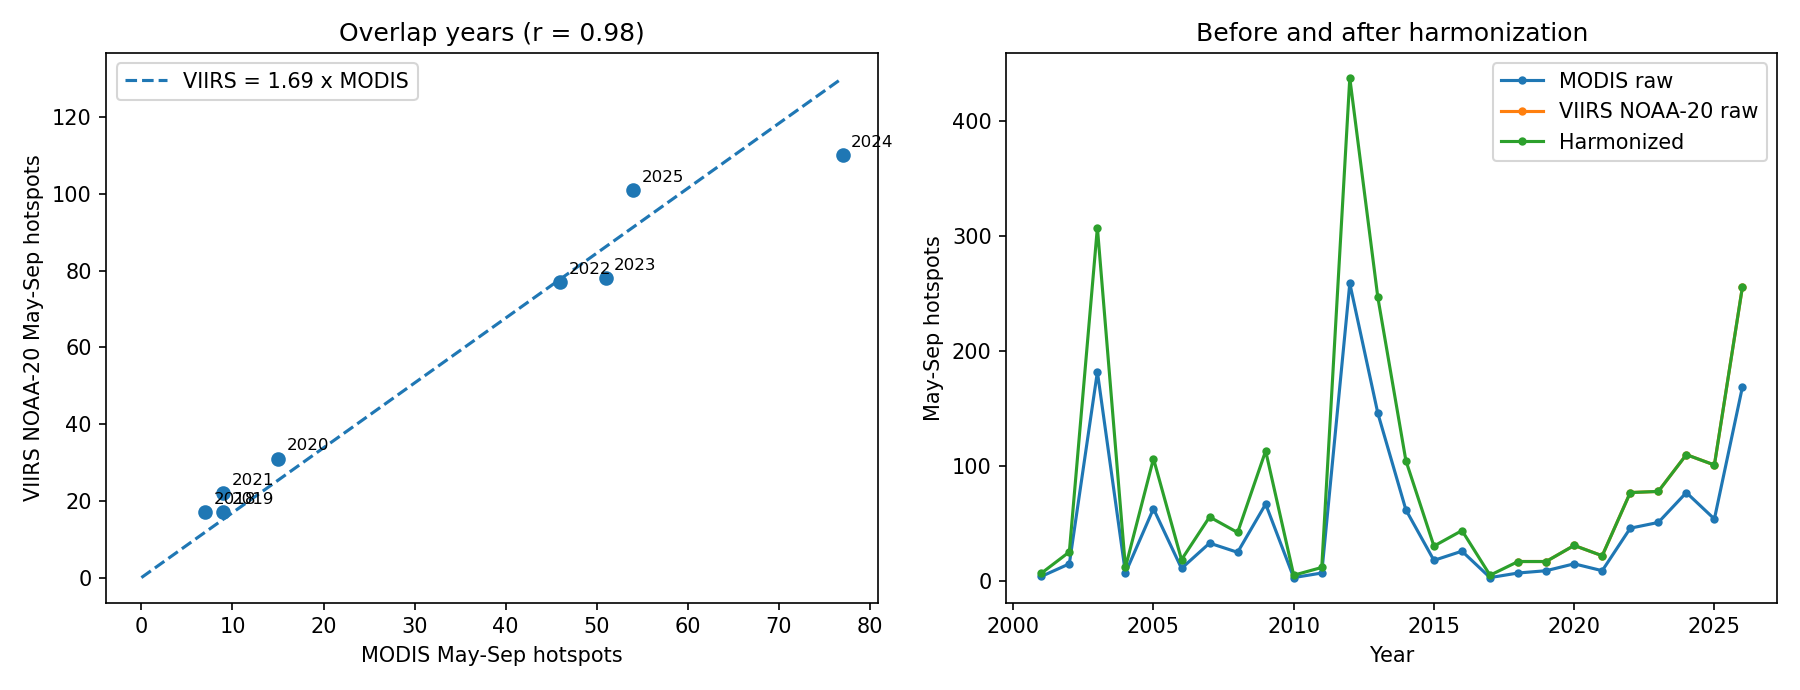 Overlap years (r = 0.98)
VIIRS = 1.69 x MODIS
2024
2025
2022
2023
2020
2021
2018
2019
120
100
80
60
40
20
0
VIIRS NOAA-20 May-Sep hotspots
0 10 20 30 40 50 60 70 80
MODIS May-Sep hotspots
Before and after harmonization
MODIS raw
VIIRS NOAA-20 raw
Harmonized
400
300
200
100
0
May-Sep hotspots
2000 2005 2010 2015 2020 2025
Year